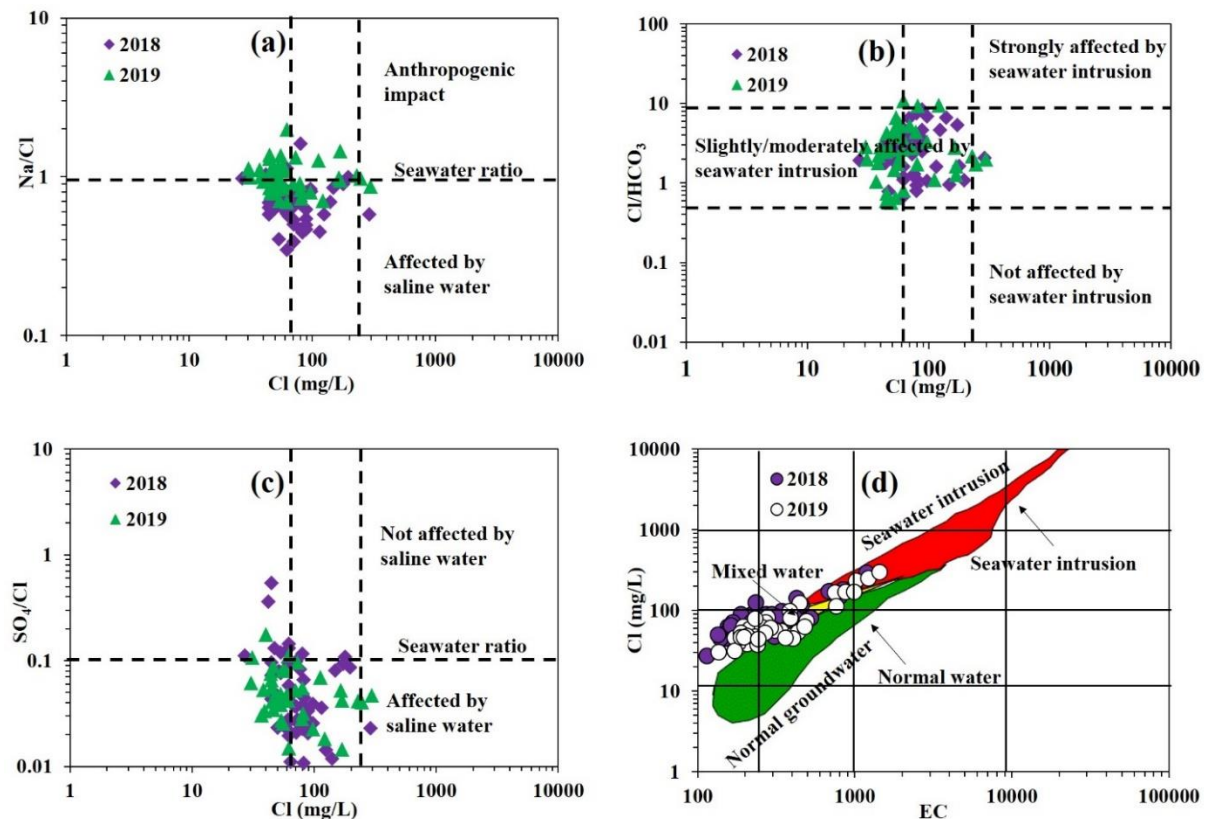 (a)
2018
2019
10
1
0.1
Na/Cl
Anthropogenic
impact
Seawater ratio
Affected by
saline water
1
10
100
1000
10000
Cl (mg/L)
(b)
2018
2019
100
10
1
0.1
0.01
Cl/HCO₃
Strongly affected by
seawater intrusion
Slightly/moderately affected by
seawater intrusion
Not affected by
seawater intrusion
1
10
100
1000
10000
Cl (mg/L)
(c)
2018
2019
10
1
0.1
0.01
SO₄/Cl
Not affected by
saline water
Seawater ratio
Affected by
saline water
1
10
100
1000
10000
Cl (mg/L)
(d)
2018
2019
10000
1000
100
10
1
Cl (mg/L)
Seawater intrusion
Mixed water
Seawater intrusion
Normal water
Normal groundwater
100
1000
10000
100000
EC